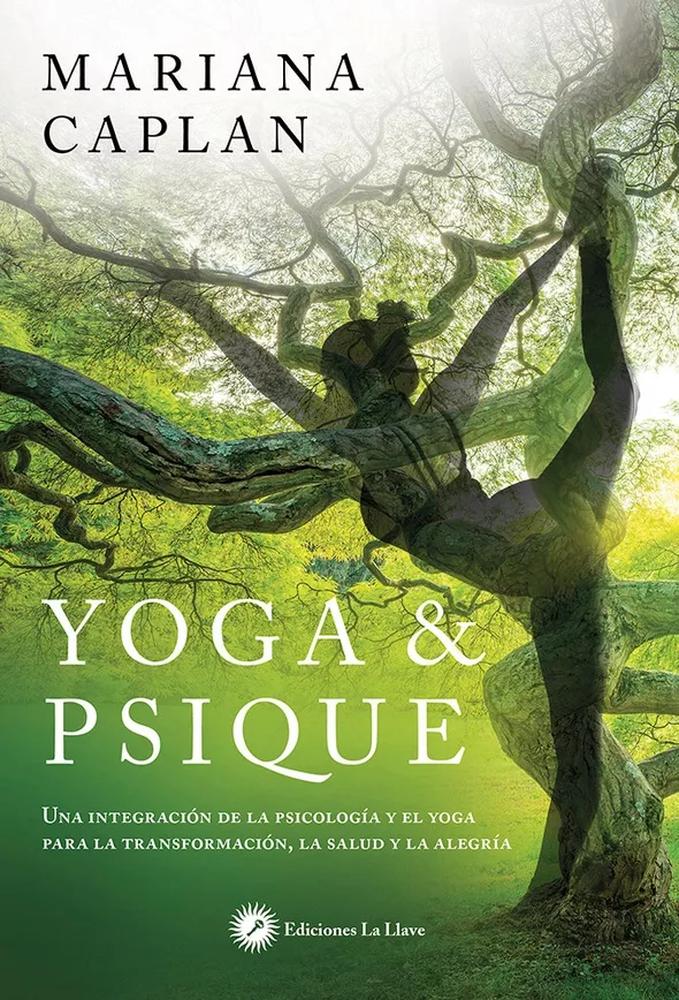 MARIANA
CAPLAN
YOGA &
PSIQUE
UNA INTEGRACIÓN DE LA PSICOLOGÍA Y EL YOGA
PARA LA TRANSFORMACIÓN, LA SALUD Y LA ALEGRÍA
Ediciones La Llave